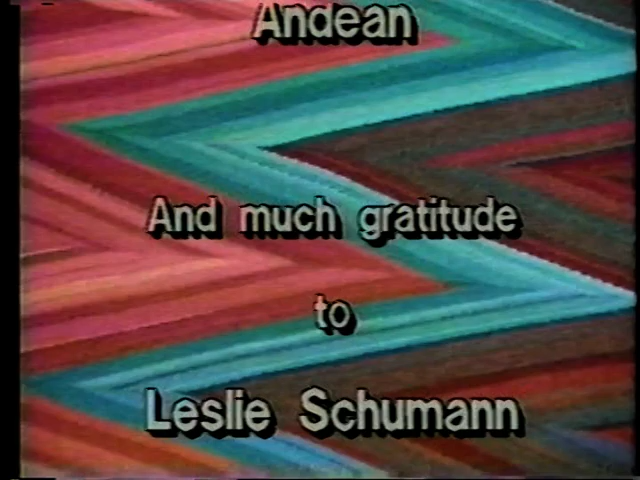 Andean
And much gratitude
to
Leslie Schumann